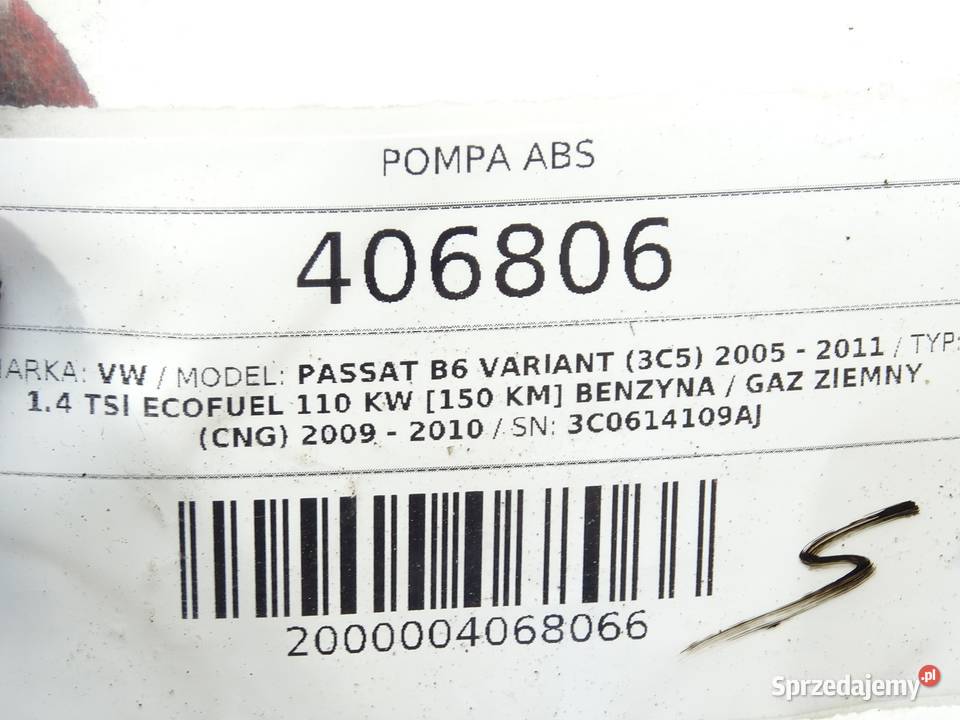 POMPA ABS
406806
MARKA: VW / MODEL: PASSAT B6 VARIANT (3C5) 2005 - 2011 / TYP:
1.4 TSI ECOFUEL 110 KW [150 KM] BENZYNA / GAZ ZIEMNY
(CNG) 2009 - 2010 / SN: 3C0614109AJ
2000004068066
S
Sprzedajemy.pl